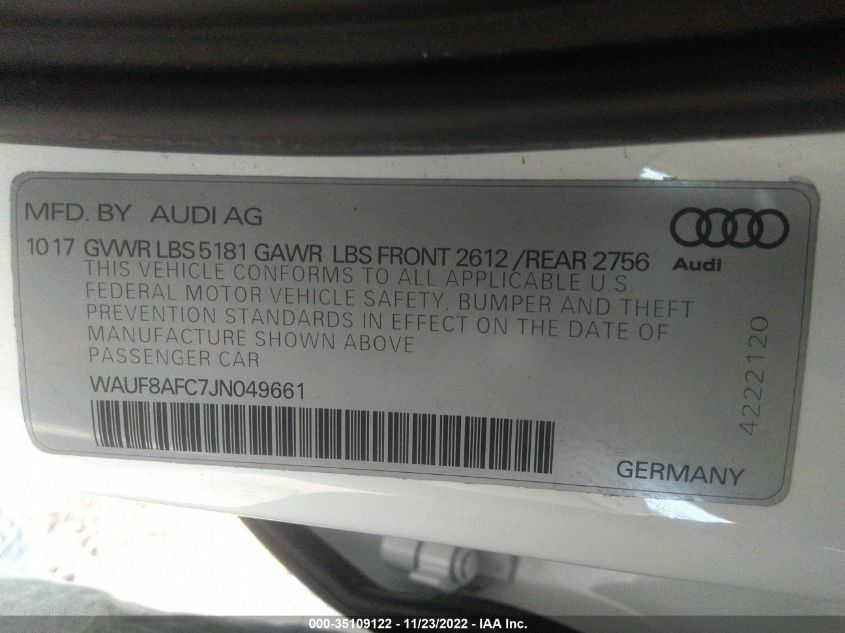 MFD. BY AUDI AG
10 17 GVWR LBS 5181 GAWR LBS FRONT 2612 /REAR 2756
Audi
THIS VEHICLE CONFORMS TO ALL APPLICABLE U.S.
FEDERAL MOTOR VEHICLE SAFETY, BUMPER AND THEFT
PREVENTION STANDARDS IN EFFECT ON THE DATE OF
MANUFACTURE SHOWN ABOVE
PASSENGER CAR
WAUF8AFC7JN049661
4222120
GERMANY
000-35109122 - 11/23/2022 - IAA Inc.